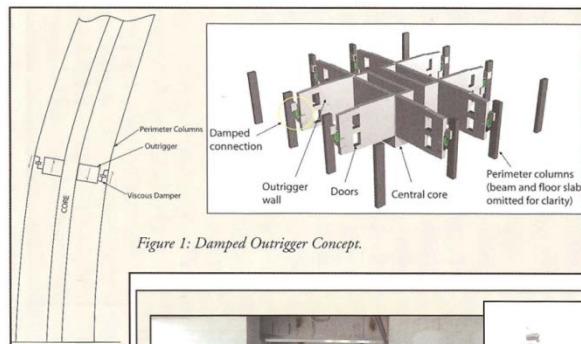 Perimeter Columns
Outrigger
Viscous Damper
CORE
Damped
connection
Outrigger
wall
Doors
Central core
Perimeter columns
(beam and floor slab
omitted for clarity)
Figure 1: Damped Outrigger Concept.